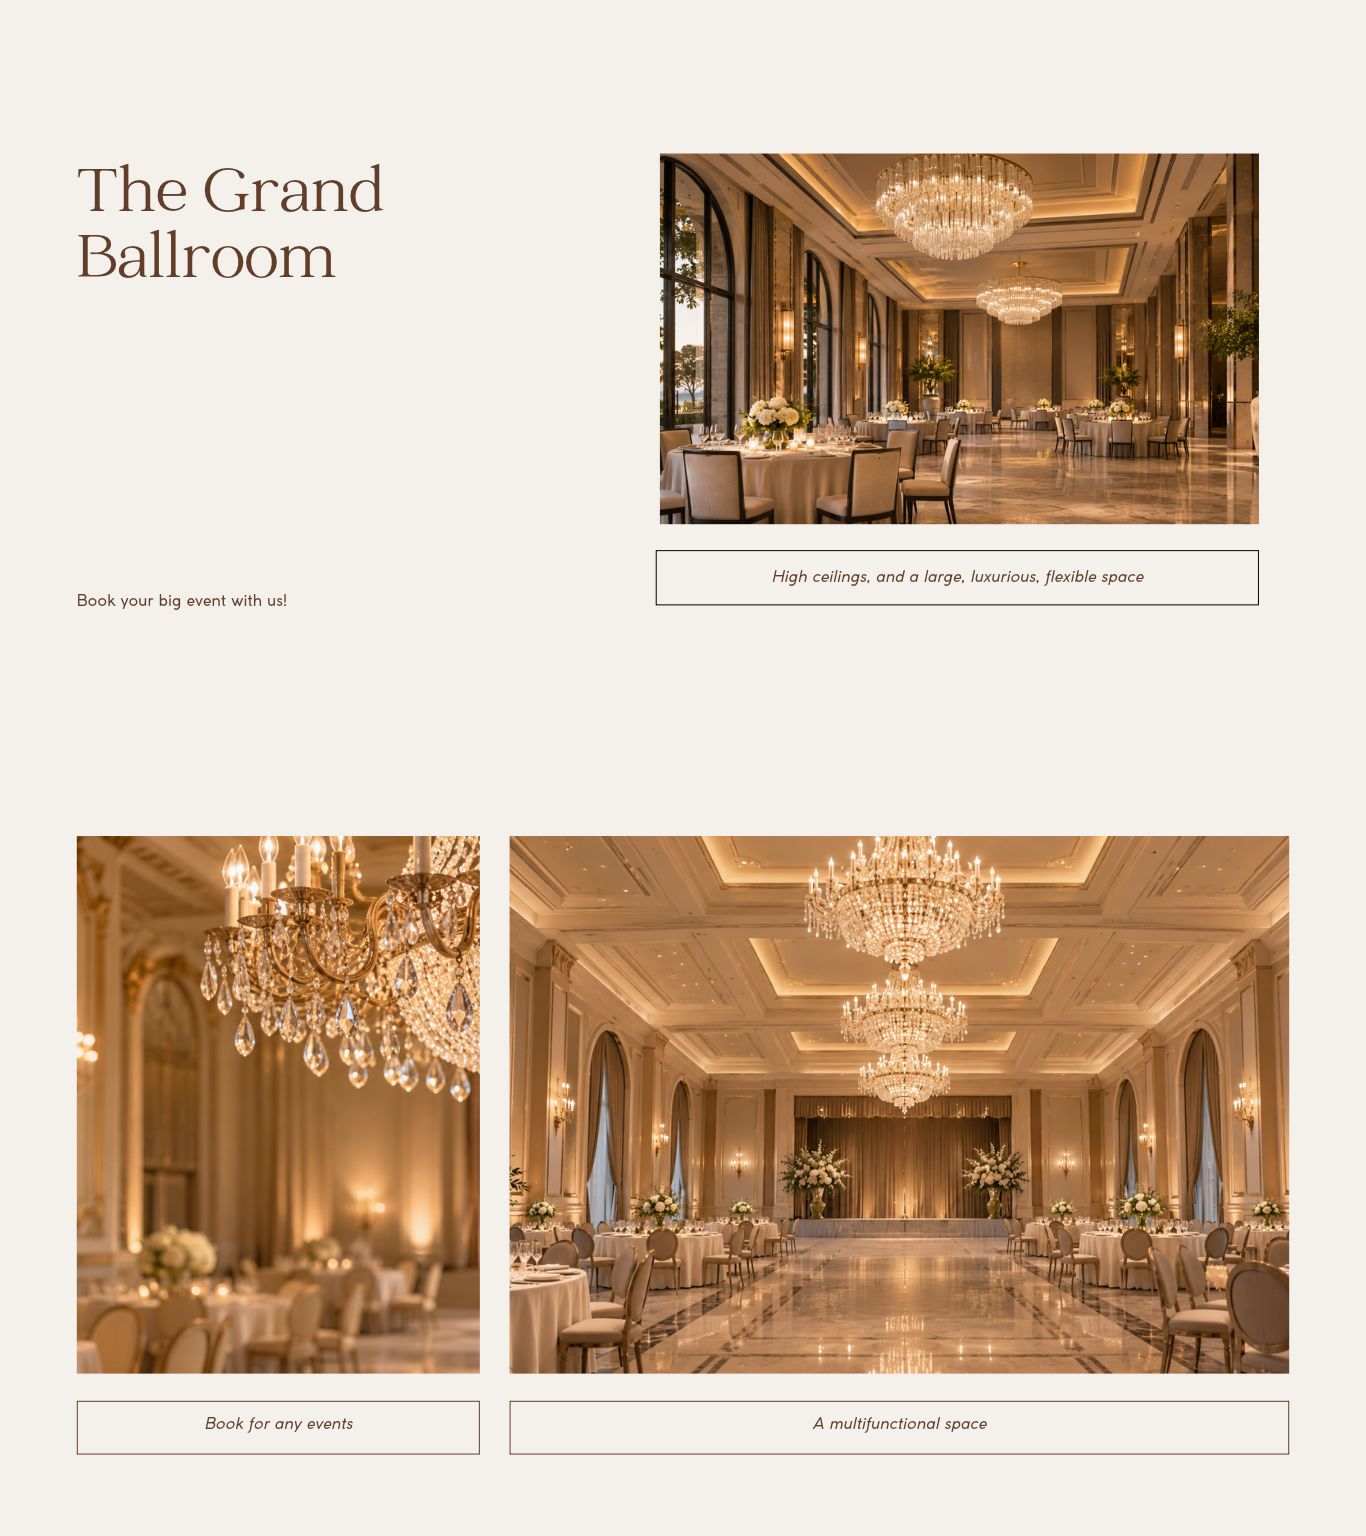 The Grand
Ballroom
High ceilings, and a large, luxurious, flexible space
Book your big event with us!
Book for any events
A multifunctional space